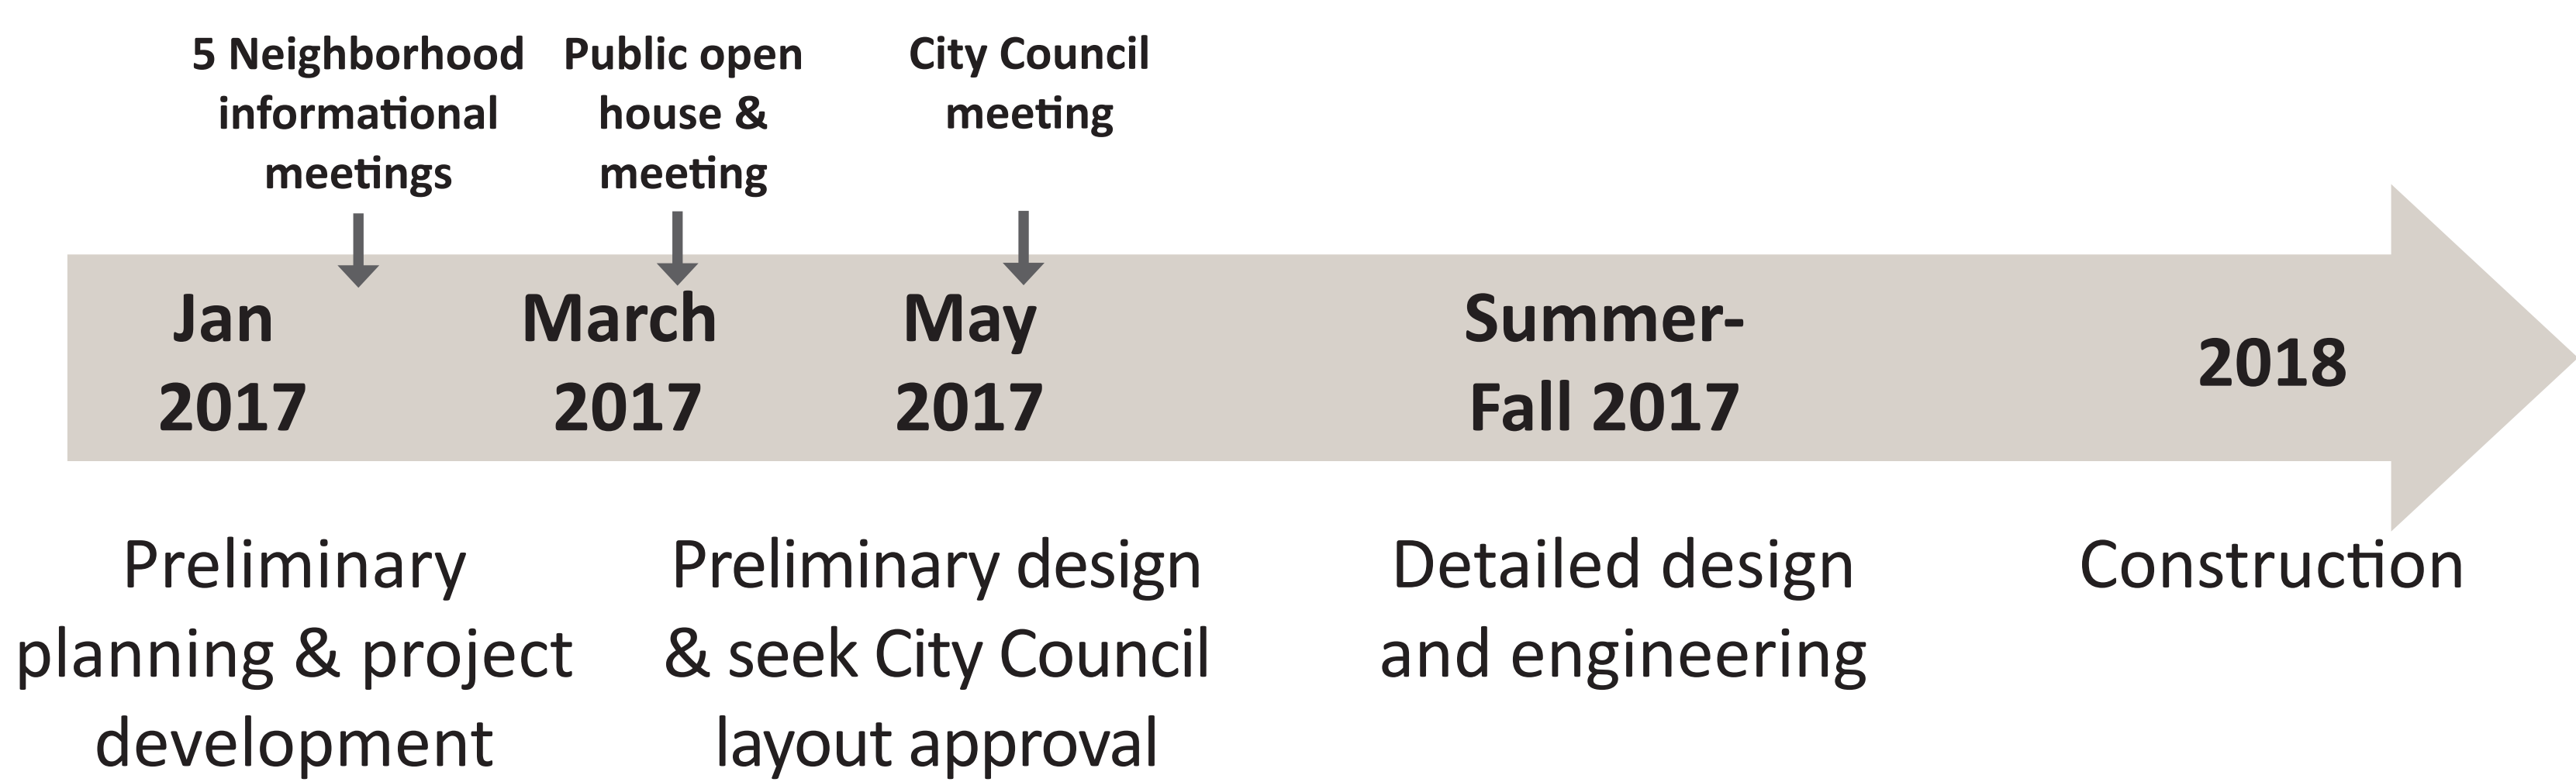 5 Neighborhood
informational
meetings
Public open
house &
meeting
City Council
meeting
Jan
2017
March
2017
May
2017
Summer-
Fall 2017
2018
Preliminary
planning & project
development
Preliminary design
& seek City Council
layout approval
Detailed design
and engineering
Construction